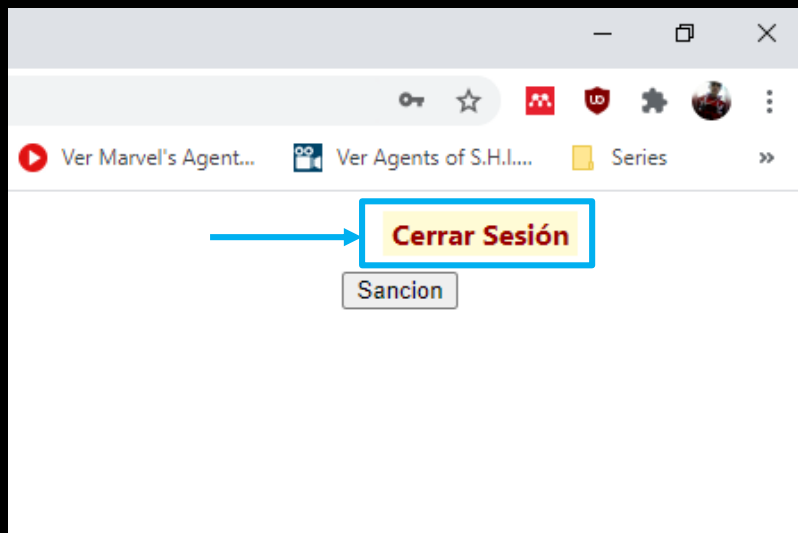 Ver Marvel's Agent... Ver Agents of S.H.I.... Series »
Cerrar Sesión
Sancion